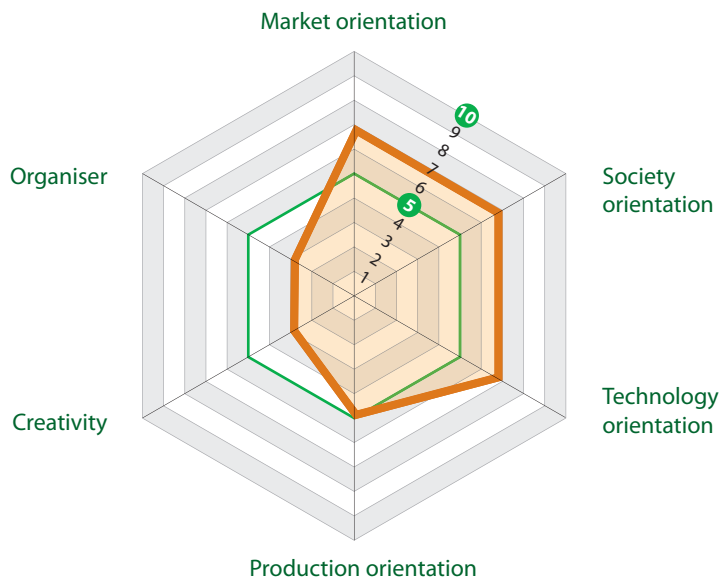 Market orientation
10
9
8
7
6
5
4
3
2
1
Organiser
Society
orientation
Creativity
Technology
orientation
Production orientation